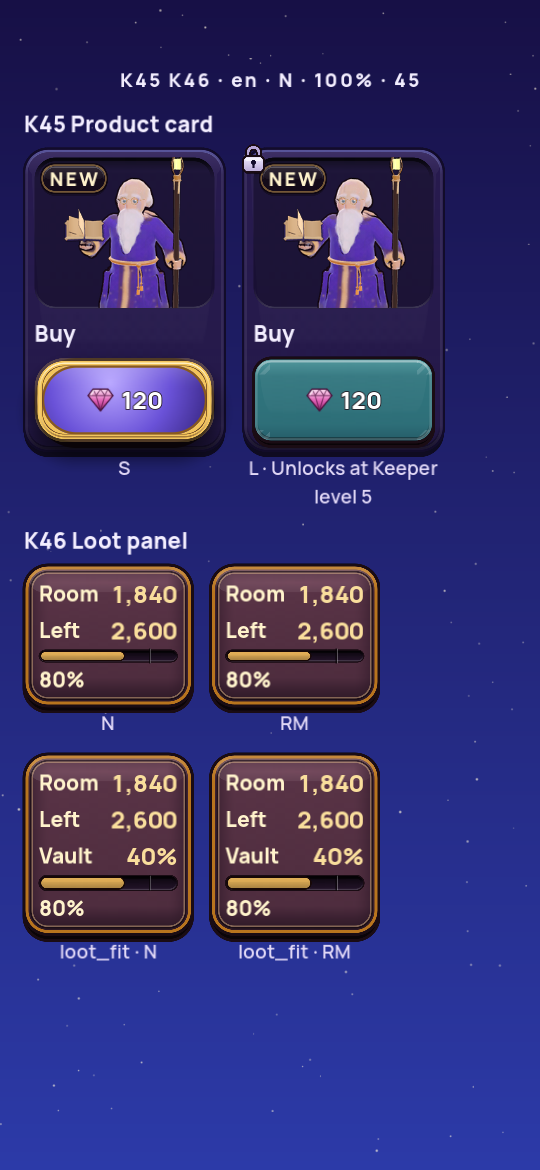 K45 K46 · en · N · 100% · 45
K45 Product card
NEW
NEW
Buy
Buy
120
120
S
L · Unlocks at Keeper
level 5
K46 Loot panel
Room 1,840
Left 2,600
80%
N
Room 1,840
Left 2,600
80%
RM
Room 1,840
Left 2,600
Vault 40%
80%
loot_fit · N
Room 1,840
Left 2,600
Vault 40%
80%
loot_fit · RM